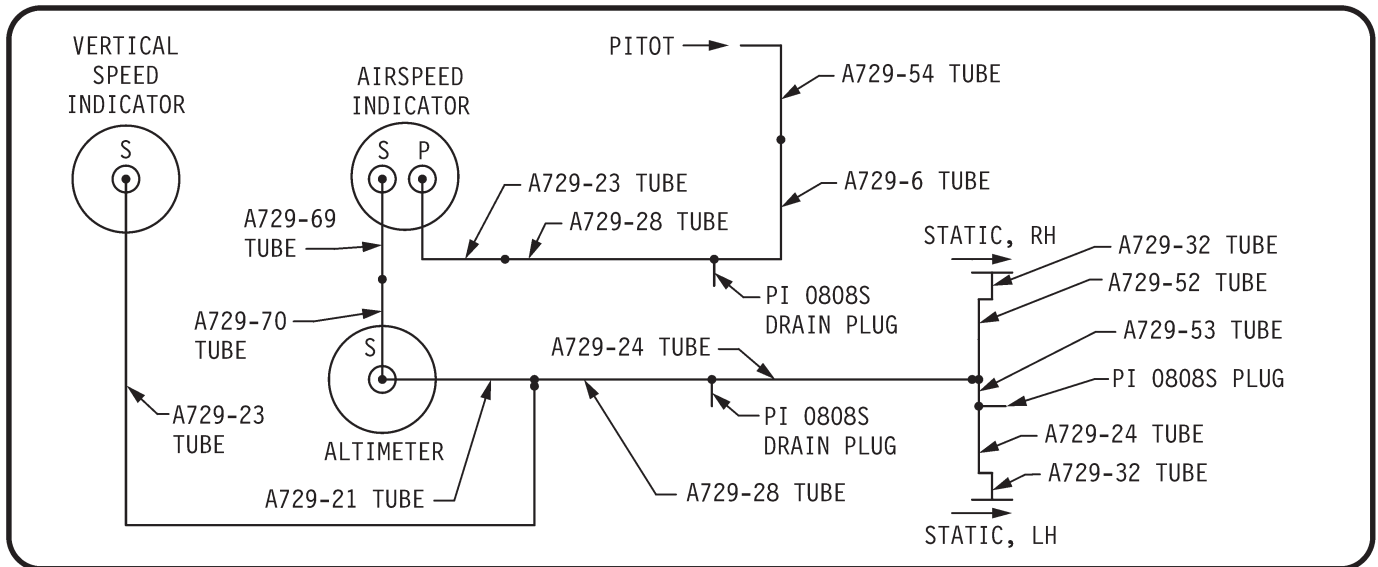 VERTICAL
SPEED
INDICATOR
S
AIRSPEED
INDICATOR
S P
PITOT
A729-54 TUBE
A729-6 TUBE
A729-23 TUBE
A729-28 TUBE
A729-69
TUBE
PI 0808S
DRAIN PLUG
STATIC, RH
A729-32 TUBE
A729-52 TUBE
A729-53 TUBE
PI 0808S PLUG
A729-24 TUBE
A729-32 TUBE
STATIC, LH
A729-70
TUBE
S
ALTIMETER
A729-24 TUBE
PI 0808S
DRAIN PLUG
A729-23
TUBE
A729-21 TUBE
A729-28 TUBE